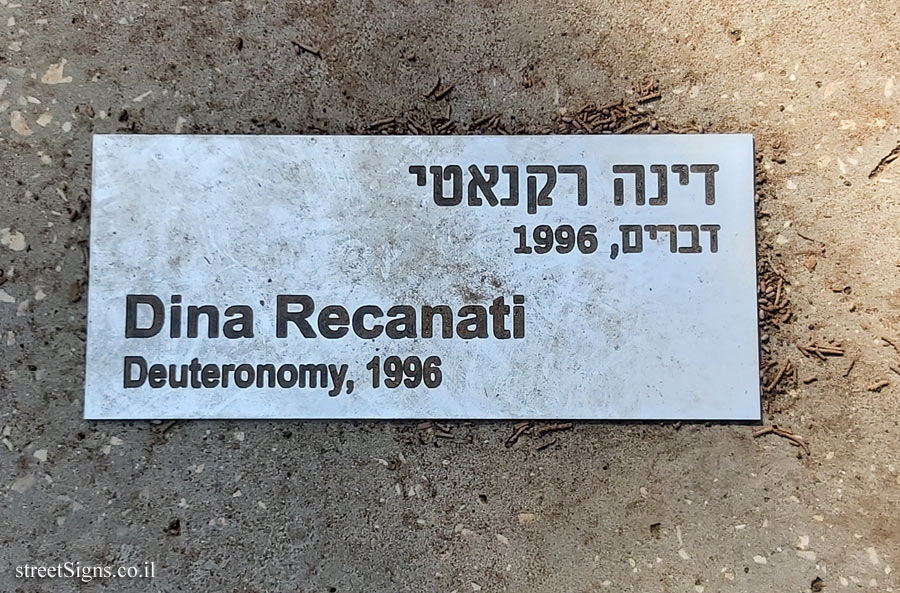 דינה רקנאטי
דברים, 1996
Dina Recanati
Deuteronomy, 1996
streetSigns.co.il